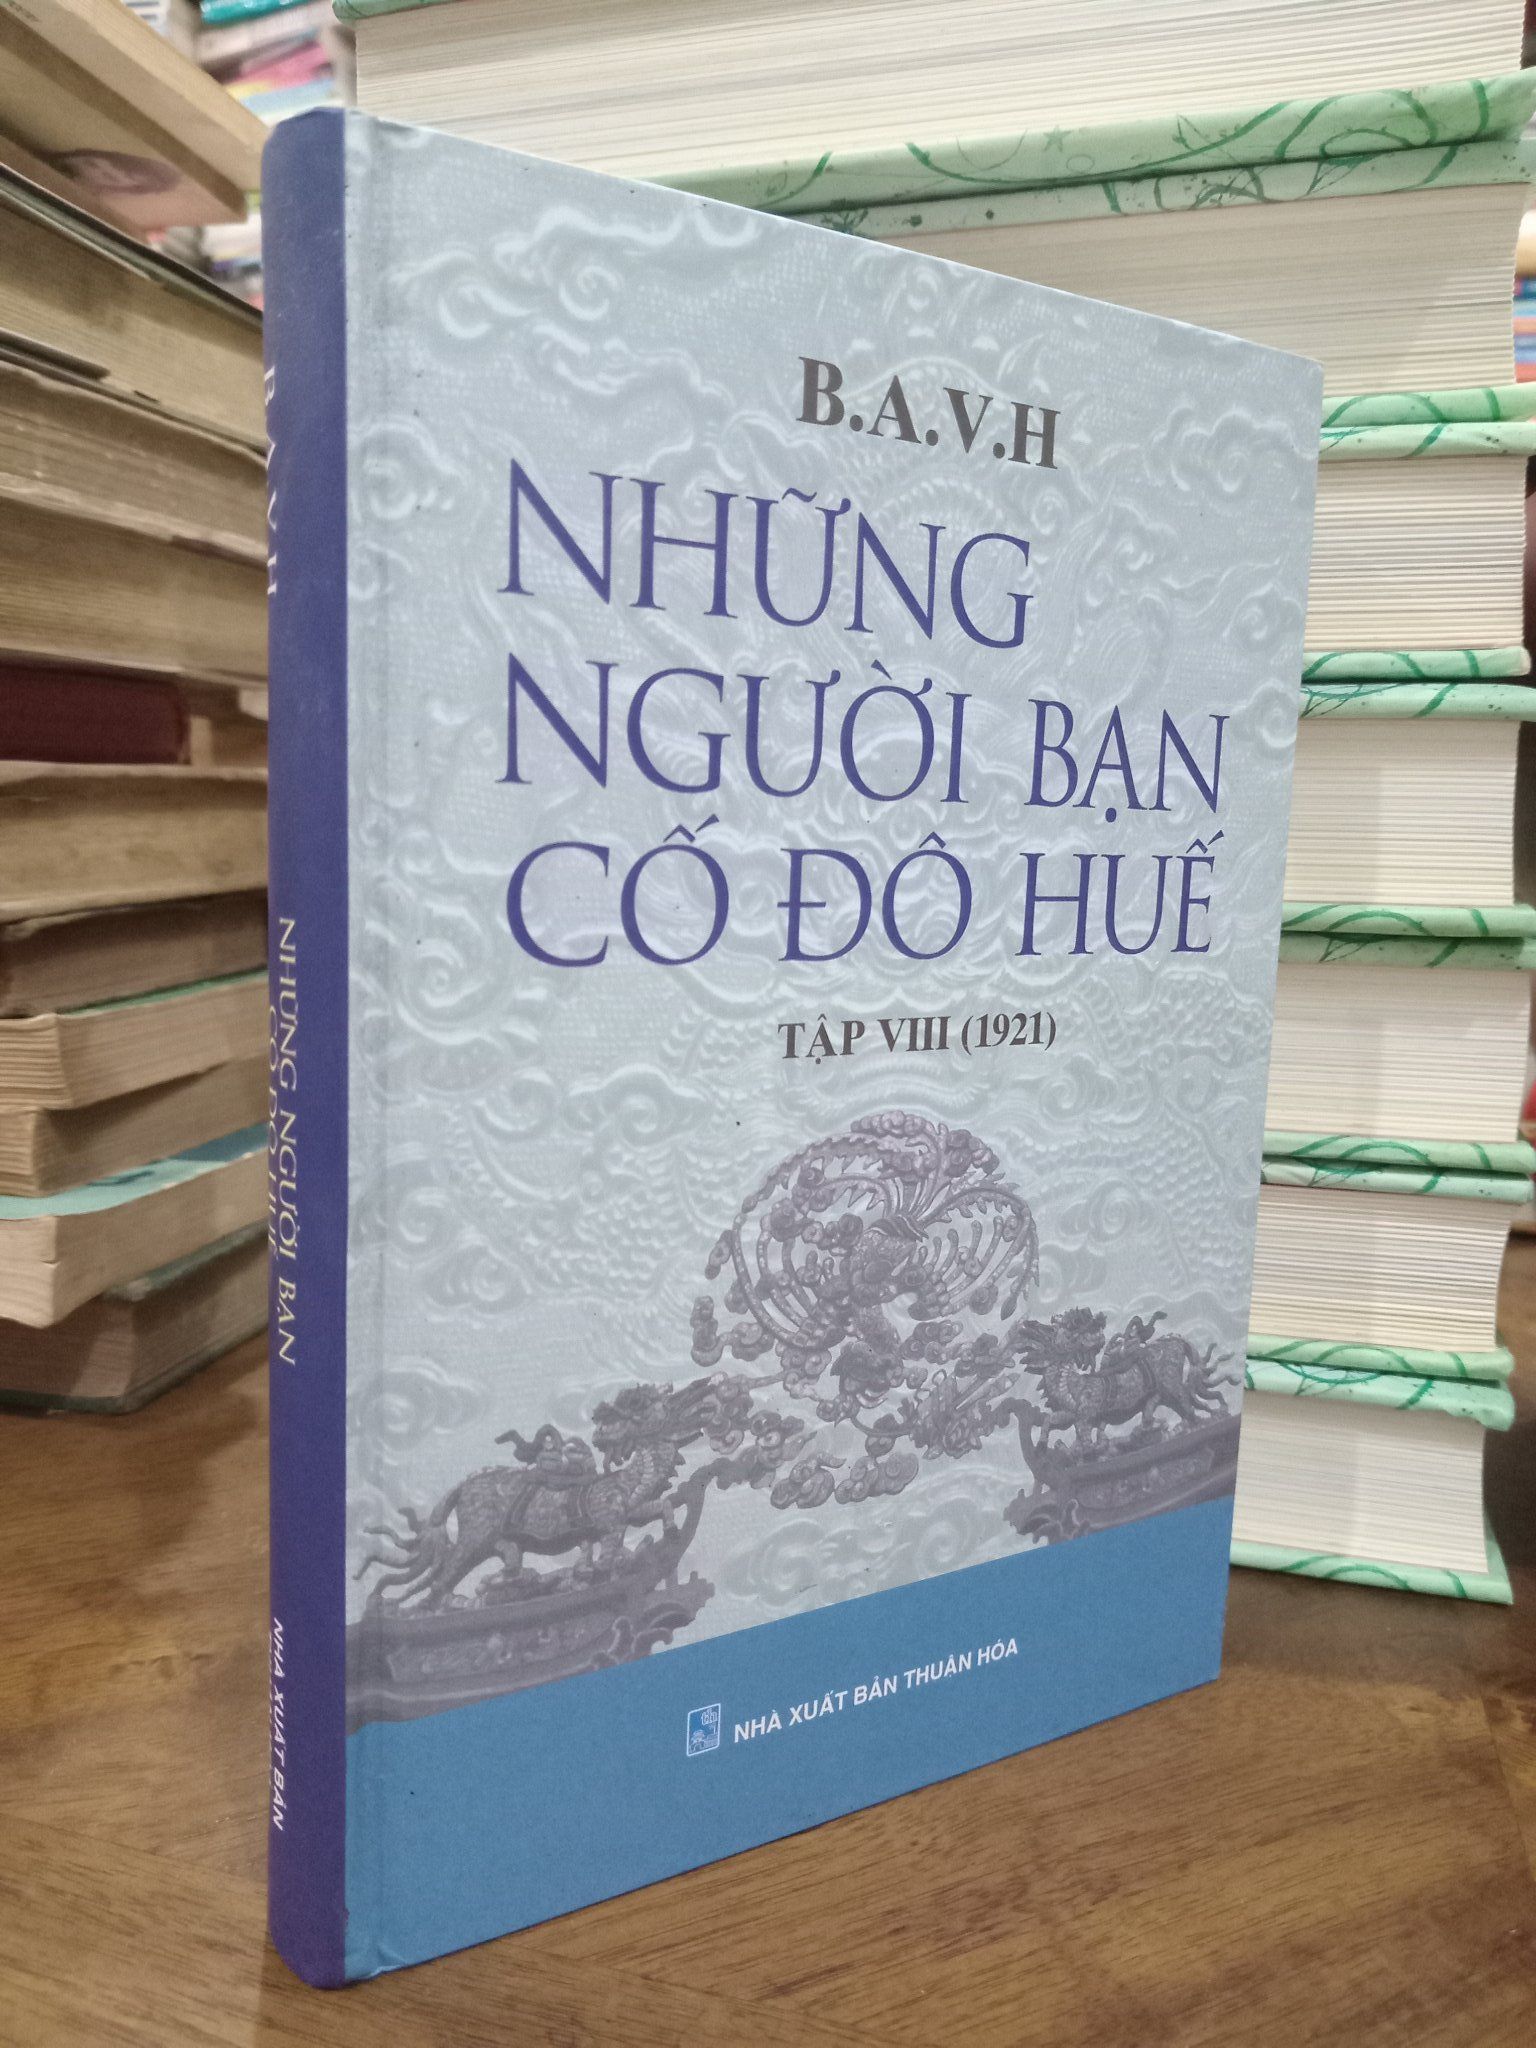 B.A.V.H
NHỮNG
NGƯỜI BẠN
CỐ ĐÔ HUẾ
TẬP VIII (1921)
NHÀ XUẤT BẢN THUẬN HÓA
B.A.V.H
NHỮNG NGƯỜI BẠN
CỐ ĐÔ HUẾ
NHÀ XUẤT BẢN